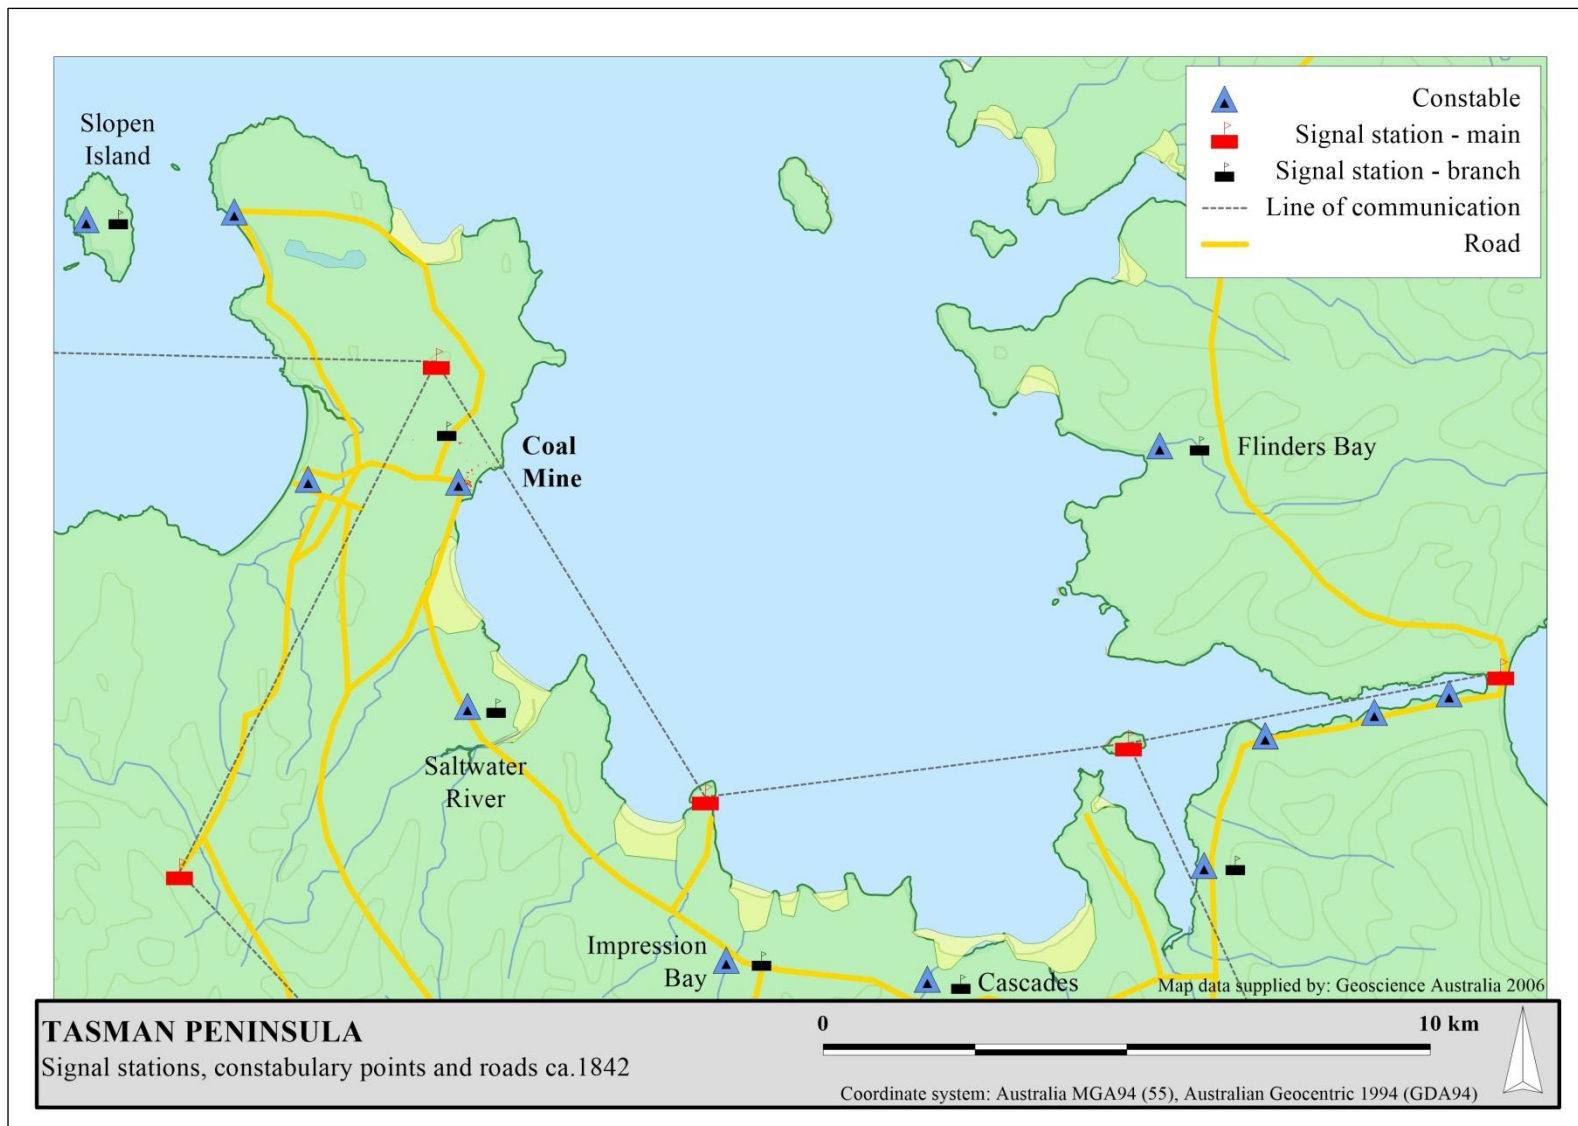 Slopen
Island
Constable
Signal station - main
Signal station - branch
Line of communication
Road
Coal
Mine
Flinders Bay
Saltwater
River
Impression
Bay
Cascades
Map data supplied by: Geoscience Australia 2006
TASMAN PENINSULA
Signal stations, constabulary points and roads ca.1842
0
10 km
Coordinate system: Australia MGA94 (55), Australian Geocentric 1994 (GDA94)